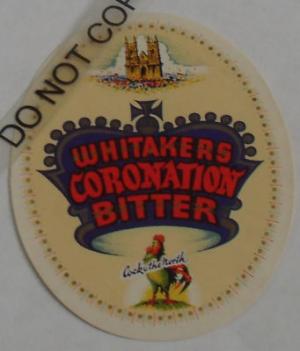 DO NOT COP
WHITAKERS
CORONATION
BITTER
Cock o' the North